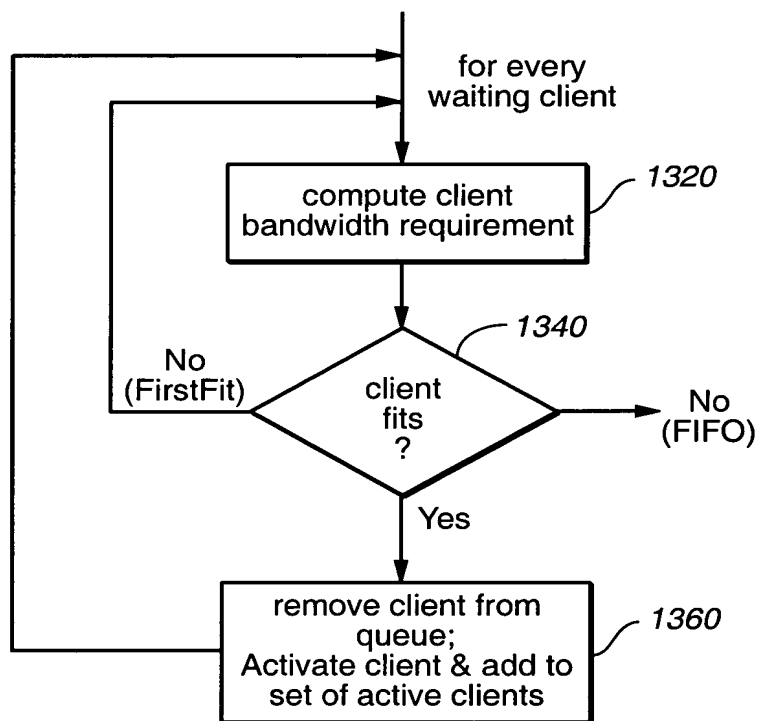 for every
waiting client
compute client
bandwidth requirement
1320
1340
No
(FirstFit)
client
fits
?
No
(FIFO)
Yes
remove client from
queue;
Activate client & add to
set of active clients
1360